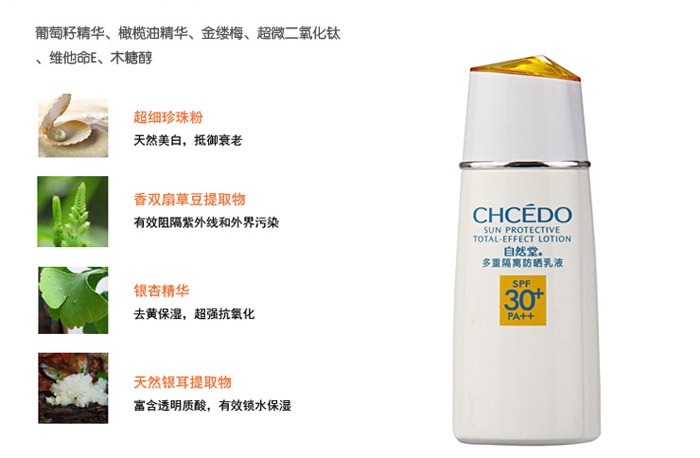 葡萄籽精华、橄榄油精华、金缕梅、超微二氧化钛
、维他命E、木糖醇
超细珍珠粉
天然美白，抵御衰老
香双扇草豆提取物
有效阻隔紫外线和外界污染
银杏精华
去黄保湿，超强抗氧化
天然银耳提取物
富含透明质酸，有效锁水保湿
CHCÉDO
SUN PROTECTIVE
TOTAL-EFFECT LOTION
自然堂®
多重隔离防晒乳液
SPF
30+
PA++